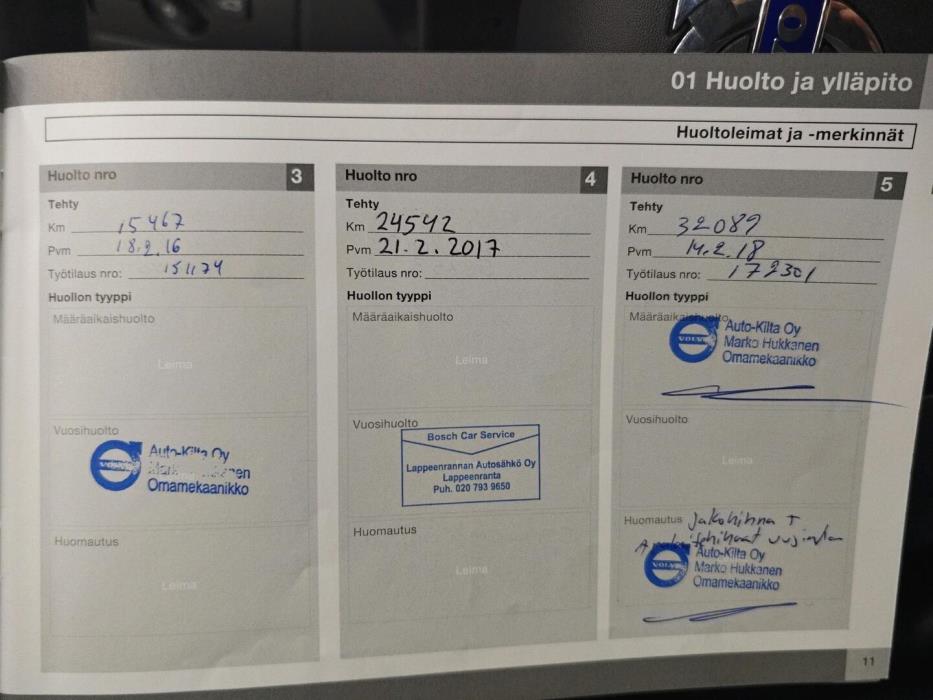 01 Huolto ja ylläpito
Huoltoleimat ja -merkinnät
Huolto nro 3
Tehty
Km 15467
Pvm 18.2.16
Työtilaus nro: 151174
Huollon tyyppi
Määräaikaishuolto
Leima
Vuosihuolto
VOLVO
Auto-Kilta Oy
Omamekaanikko
Huomautus
Leima
Huolto nro 4
Tehty
Km 24542
Pvm 21.2.2017
Työtilaus nro:
Huollon tyyppi
Määräaikaishuolto
Leima
Vuosihuolto
Bosch Car Service
Lappeenrannan Autosähkö Oy
Lappeenranta
Puh. 020 793 9650
Huomautus
Leima
Huolto nro 5
Tehty
Km 32089
Pvm 14.2.18
Työtilaus nro: 172301
Huollon tyyppi
Määräaikaishuolto
VOLVO
Auto-Kilta Oy
Marko Hukkanen
Omamekaanikko
Vuosihuolto
Leima
Huomautus Jakohihna
VOLVO
Auto-Kilta Oy
Marko Hukkanen
Omamekaanikko
11